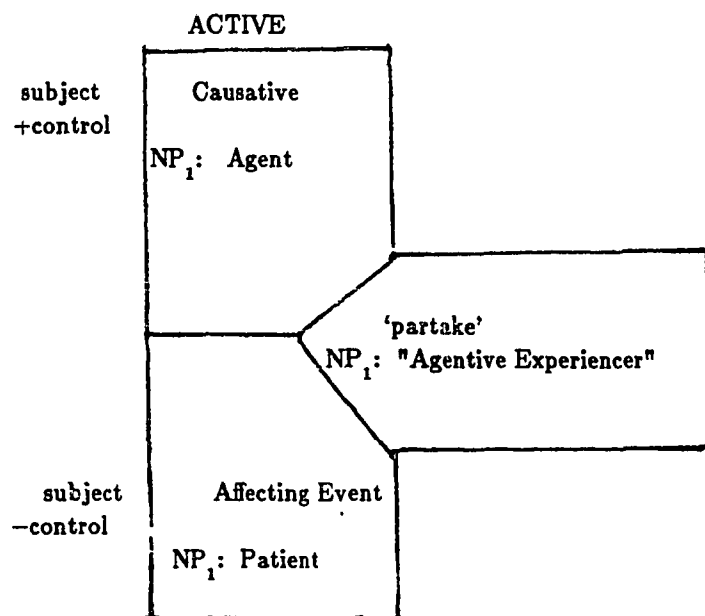 ACTIVE
subject
+control
Causative
NP₁: Agent
'partake'
NP₁: "Agentive Experiencer"
subject
−control
Affecting Event
NP₁: Patient